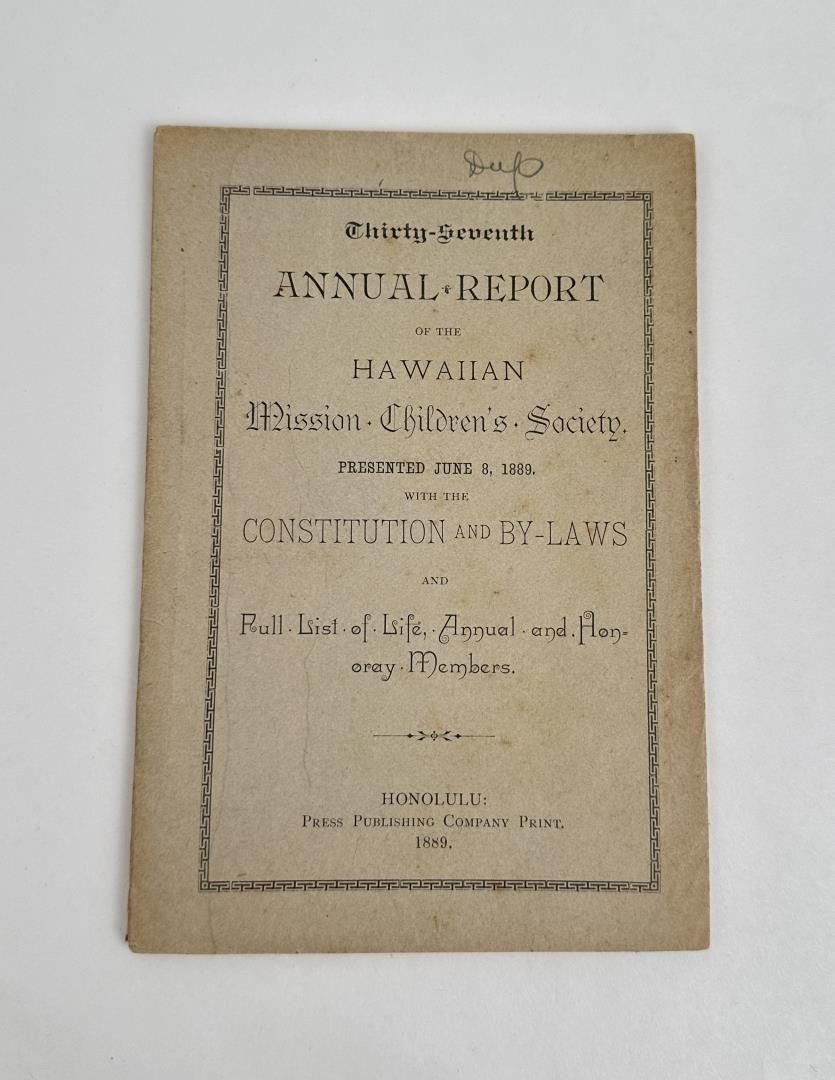 Dup
Thirty-Seventh
ANNUAL REPORT
OF THE
HAWAIIAN
Mission · Children's · Society.
PRESENTED JUNE 8, 1889.
WITH THE
CONSTITUTION AND BY-LAWS
AND
Full · List · of · Life, · Annual · and · Hon-
oray · Members.
HONOLULU:
PRESS PUBLISHING COMPANY PRINT.
1889.